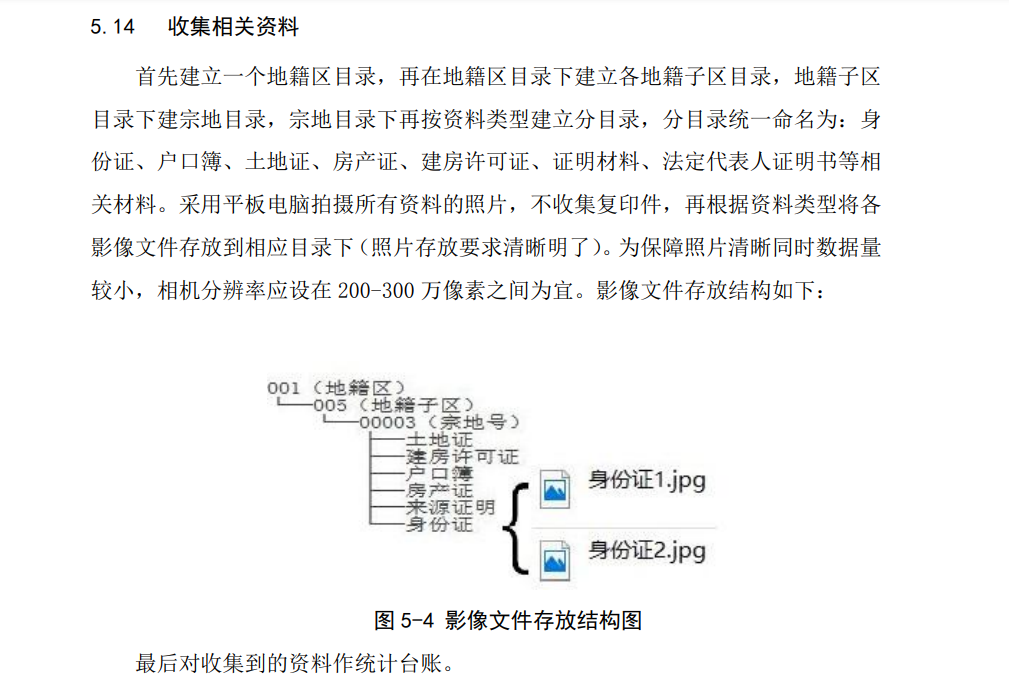 5.14 收集相关资料
首先建立一个地籍区目录，再在地籍区目录下建立各地籍子区目录，地籍子区
目录下建宗地目录，宗地目录下再按资料类型建立分目录，分目录统一命名为：身
份证、户口簿、土地证、房产证、建房许可证、证明材料、法定代表人证明书等相
关材料。采用平板电脑拍摄所有资料的照片，不收集复印件，再根据资料类型将各
影像文件存放到相应目录下（照片存放要求清晰明了）。为保障照片清晰同时数据量
较小，相机分辨率应设在 200-300 万像素之间为宜。影像文件存放结构如下：
001（地籍区）
005（地籍子区）
00003（宗地号）
土地证
建房许可证
户口簿
房产证
来源证明
身份证
身份证1.jpg
身份证2.jpg
图 5-4 影像文件存放结构图
最后对收集到的资料作统计台账。